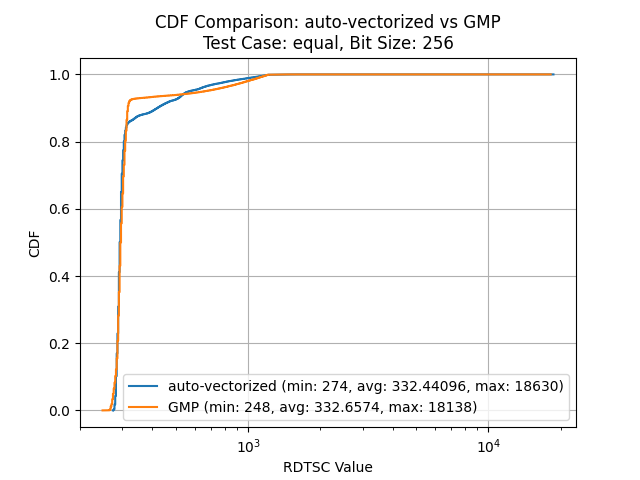 CDF Comparison: auto-vectorized vs GMP
Test Case: equal, Bit Size: 256
CDF
1.0
0.8
0.6
0.4
0.2
0.0
auto-vectorized (min: 274, avg: 332.44096, max: 18630)
GMP (min: 248, avg: 332.6574, max: 18138)
10³ 10⁴
RDTSC Value